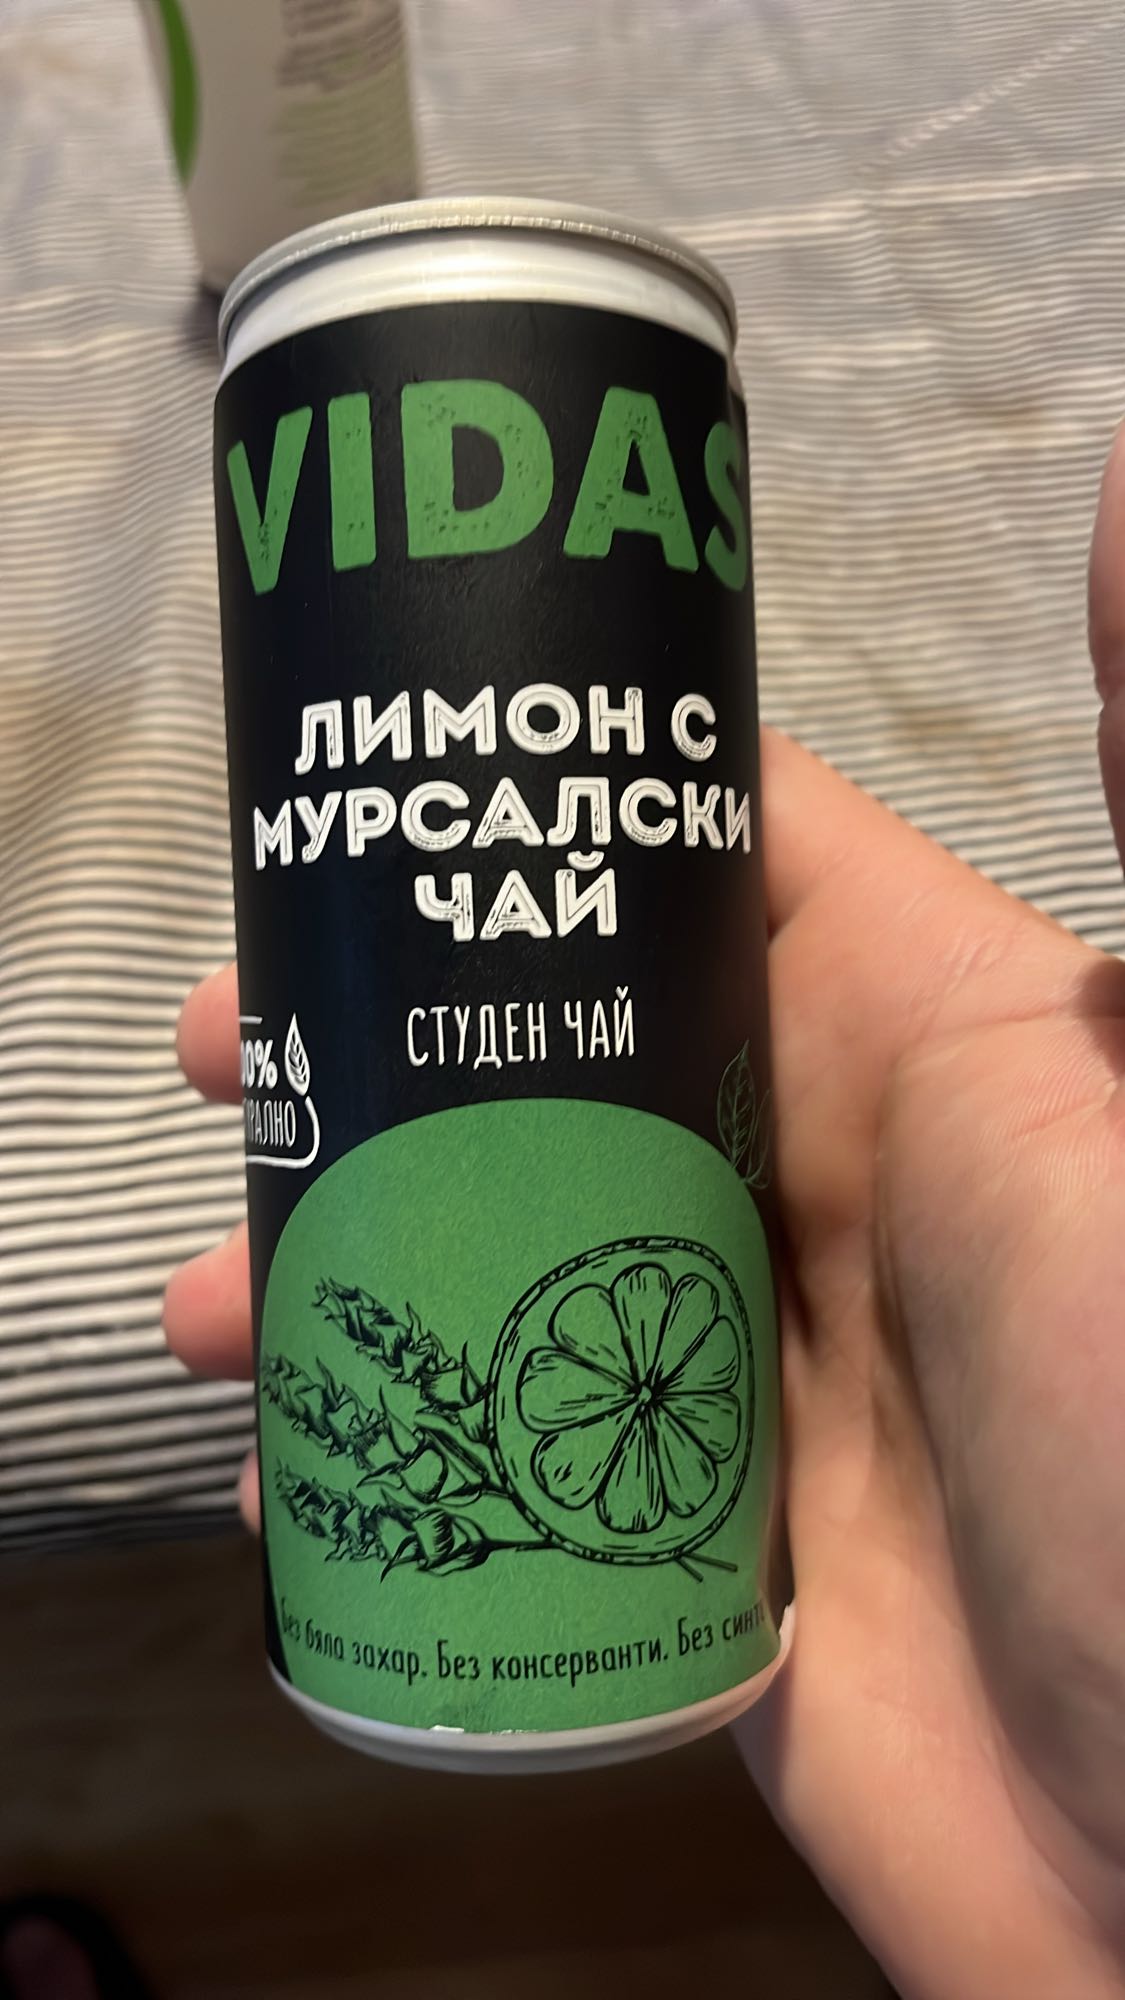 VIDAS
ЛИМОН С
МУРСАЛСКИ
ЧАЙ
СТУДЕН ЧАЙ
Без бяла захар. Без консерванти. Без